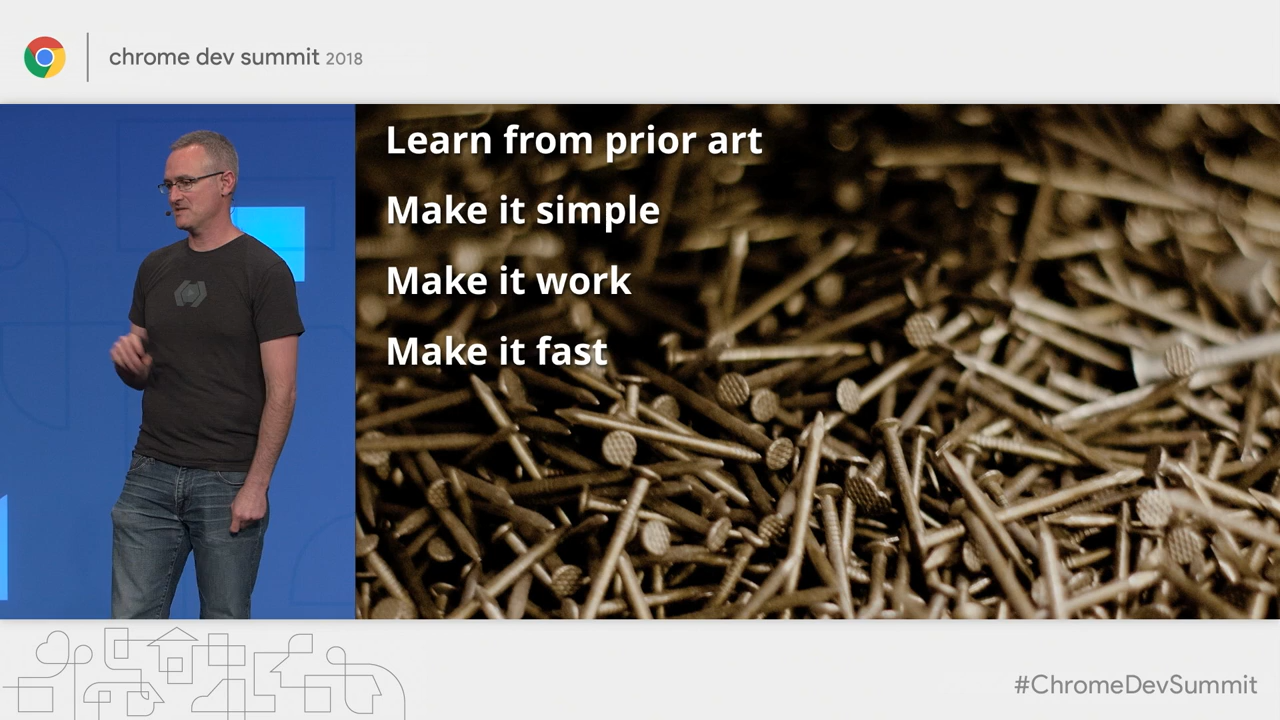 chrome dev summit 2018
Learn from prior art
Make it simple
Make it work
Make it fast
#ChromeDevSummit